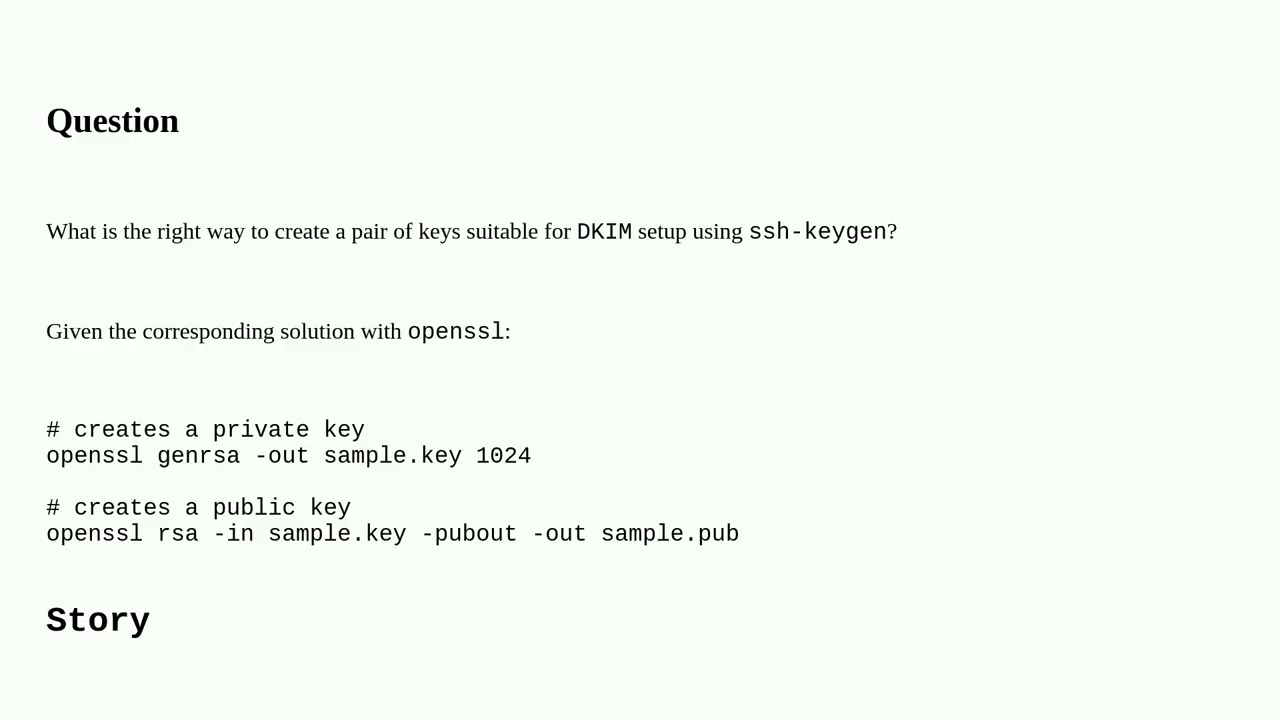 Question
What is the right way to create a pair of keys suitable for DKIM setup using ssh-keygen?
Given the corresponding solution with openssl:
# creates a private key
openssl genrsa -out sample.key 1024
# creates a public key
openssl rsa -in sample.key -pubout -out sample.pub
Story